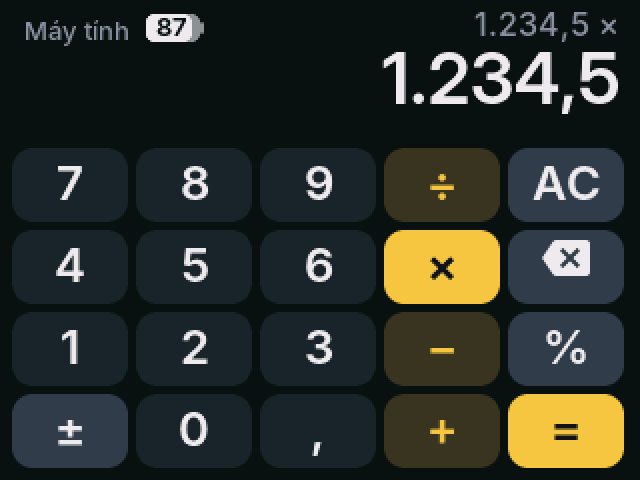 Máy tính 87 1.234,5 ×
1.234,5
7 8 9 ÷ AC
4 5 6 ×
1 2 3 − %
± 0 , + =